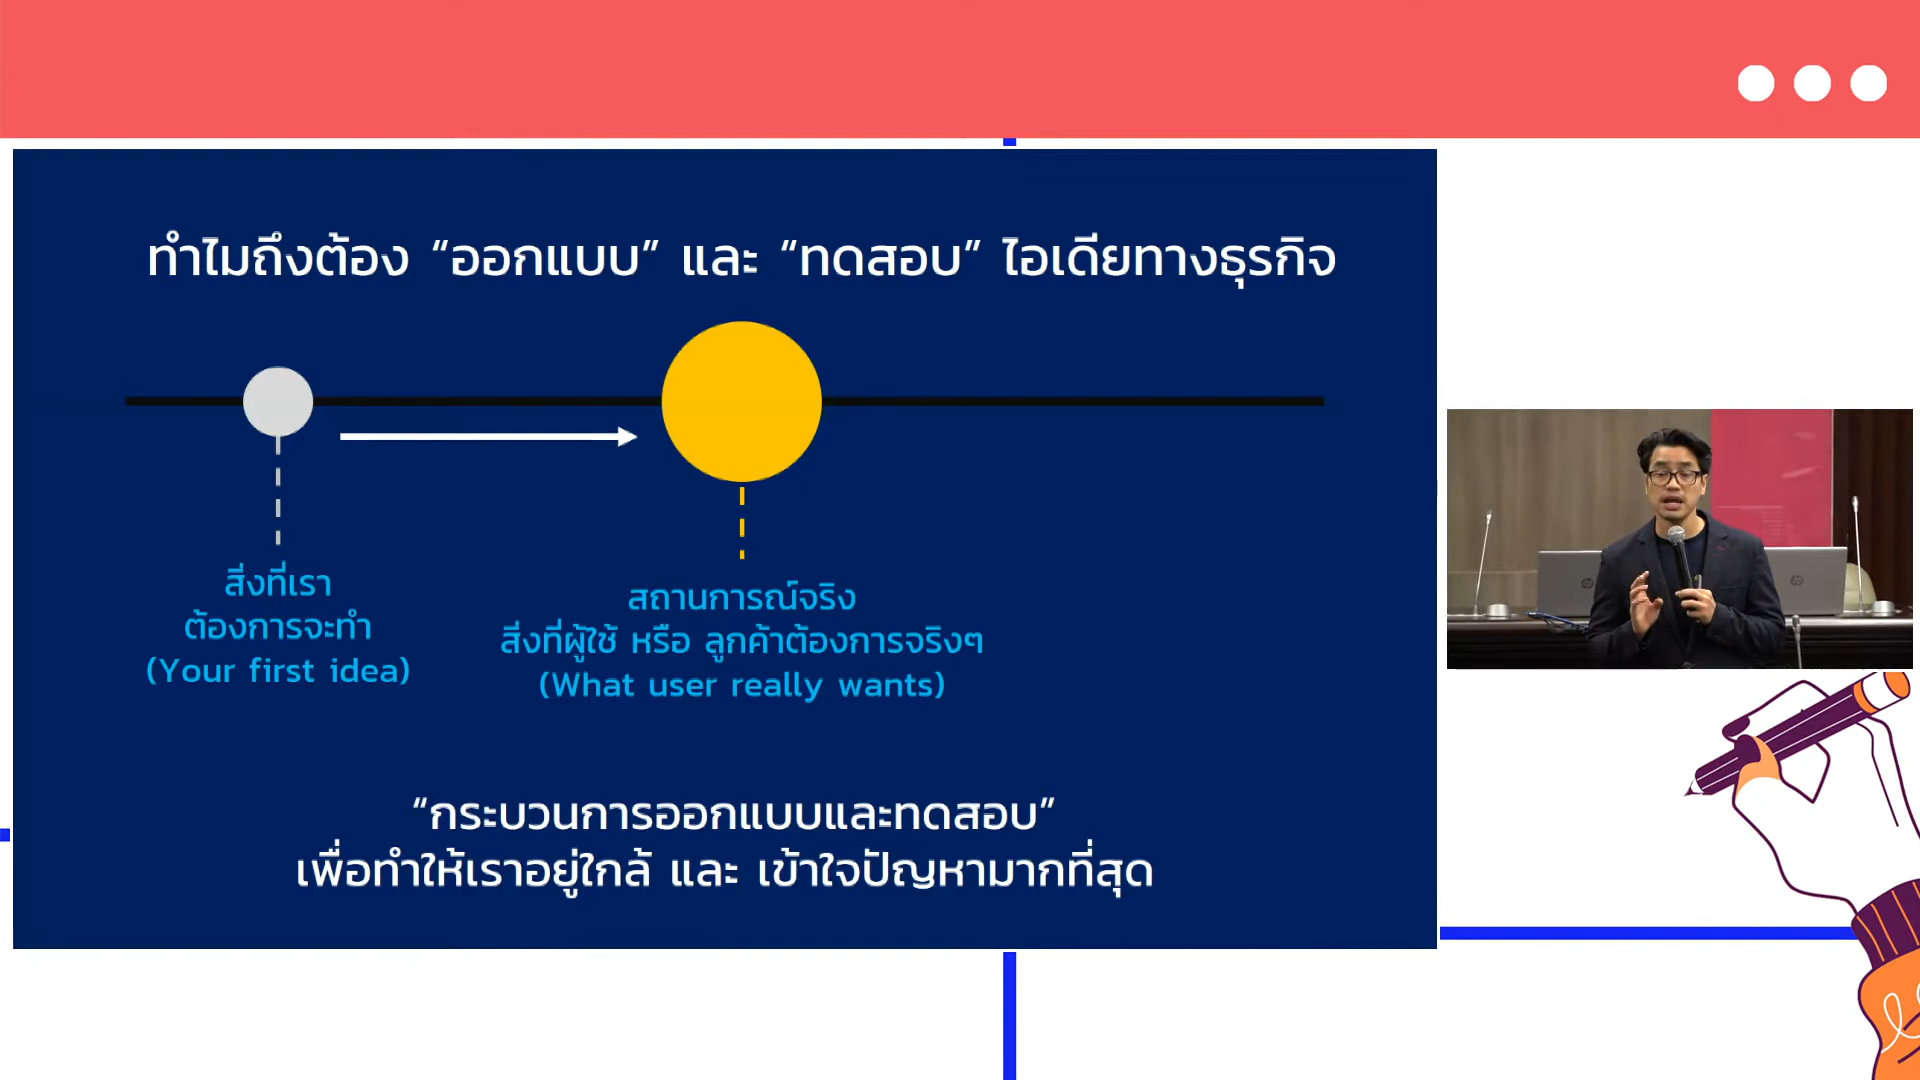 ทำไมถึงต้อง “ออกแบบ” และ “ทดสอบ” ไอเดียทางธุรกิจ
สิ่งที่เรา
ต้องการจะทำ
(Your first idea)
สถานการณ์จริง
สิ่งที่ผู้ใช้ หรือ ลูกค้าต้องการจริงๆ
(What user really wants)
“กระบวนการออกแบบและทดสอบ”
เพื่อทำให้เราอยู่ใกล้ และ เข้าใจปัญหามากที่สุด